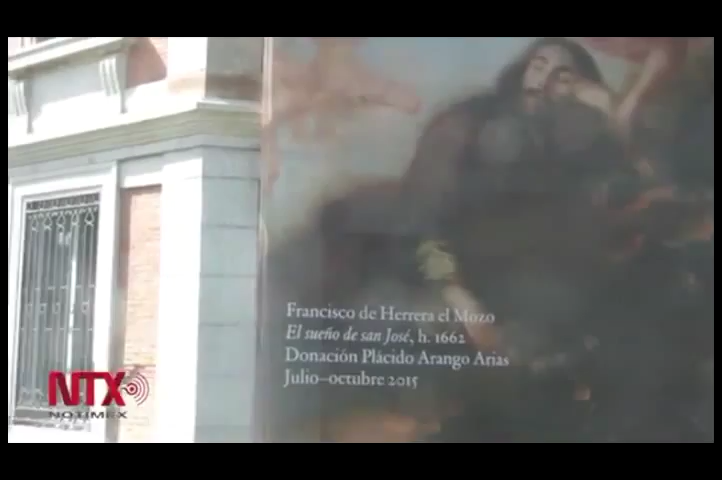 Francisco de Herrera el Mozo
El sueño de san José, h. 1662
Donación Plácido Arango Arias
Julio–octubre 2015
NTX
NOTIMEX